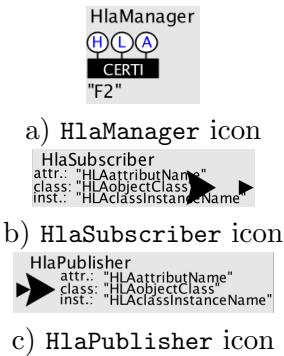 HlaManager
H L A
CERTI
"F2"
a) HlaManager icon
HlaSubscriber
attr.: "HLAattributName"
class: "HLAobjectClass"
inst.: "HLAclassInstanceName"
b) HlaSubscriber icon
HlaPublisher
attr.: "HLAattributName"
class: "HLAobjectClass"
inst.: "HLAclassInstanceName"
c) HlaPublisher icon